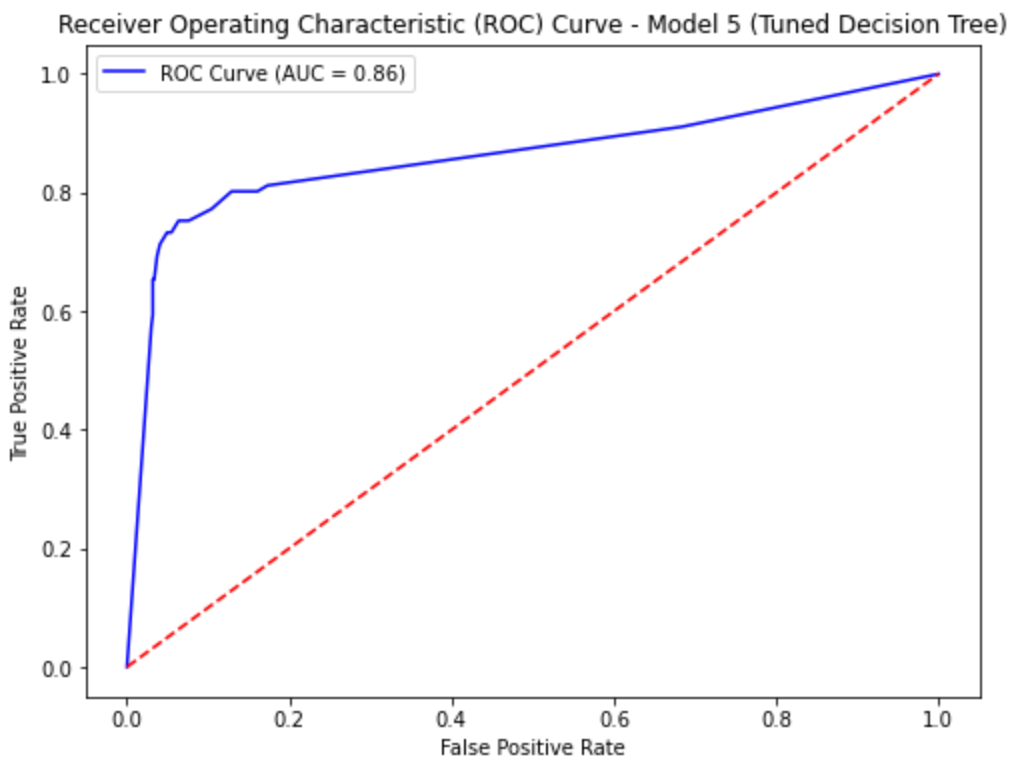 Receiver Operating Characteristic (ROC) Curve - Model 5 (Tuned Decision Tree)
ROC Curve (AUC = 0.86)
True Positive Rate
1.0
0.8
0.6
0.4
0.2
0.0
0.0 0.2 0.4 0.6 0.8 1.0
False Positive Rate